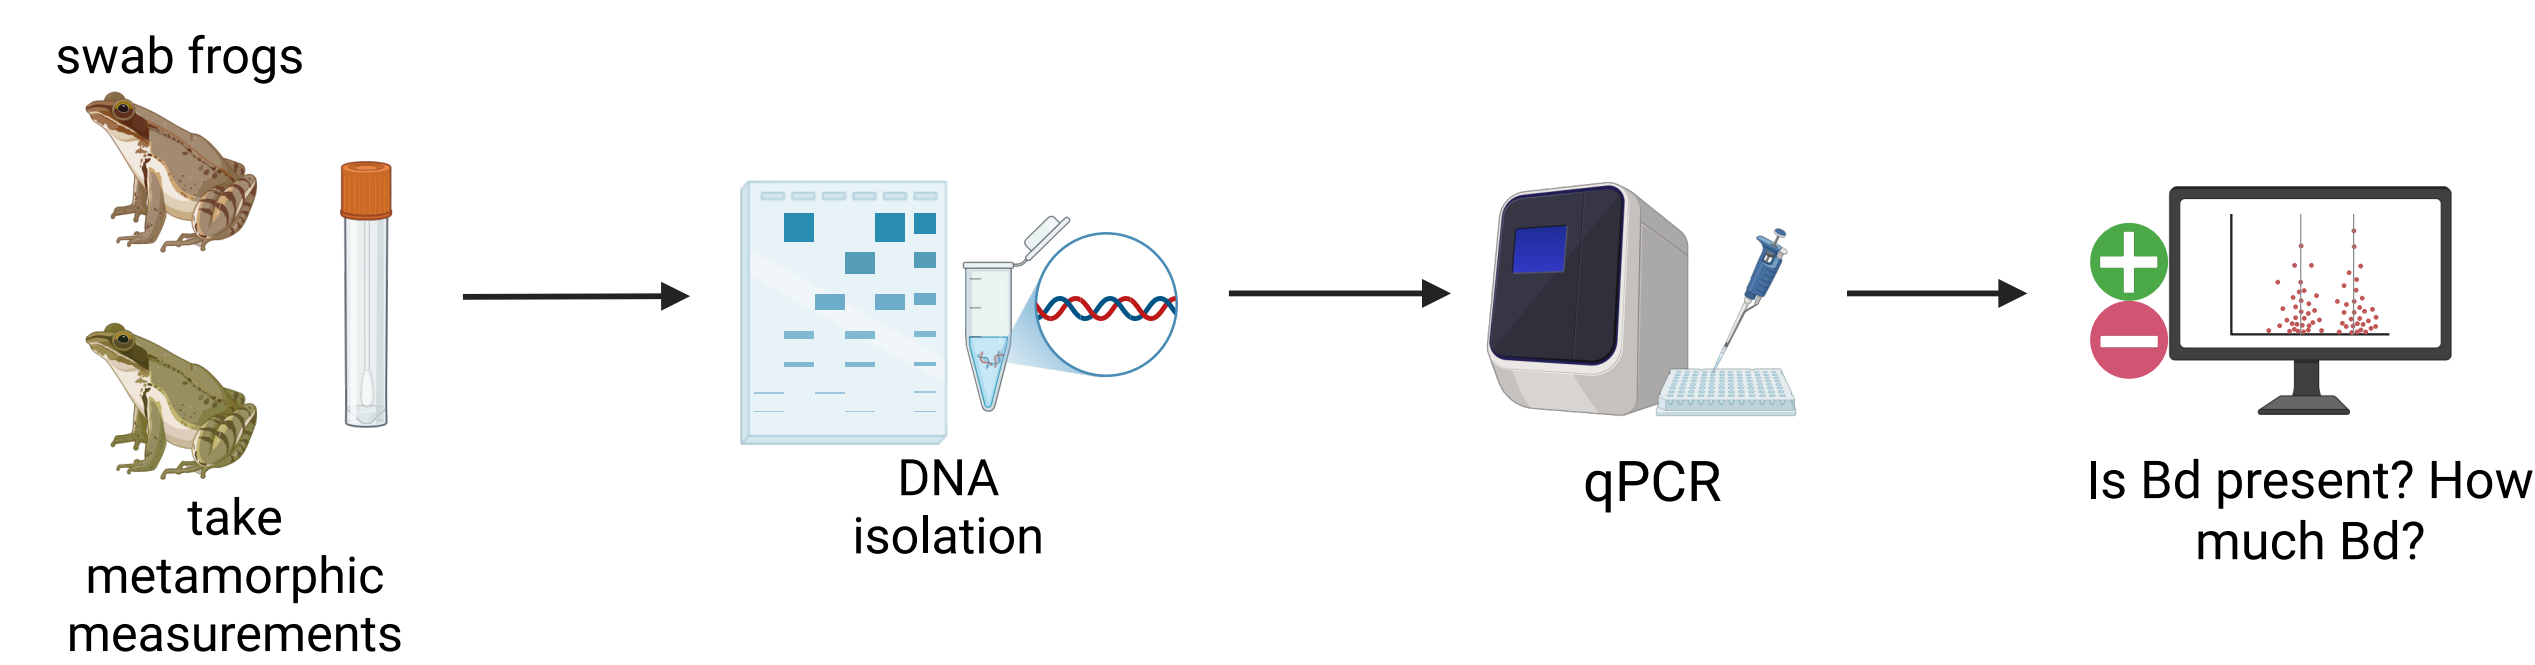 swab frogs
take
metamorphic
measurements
DNA
isolation
qPCR
Is Bd present? How
much Bd?